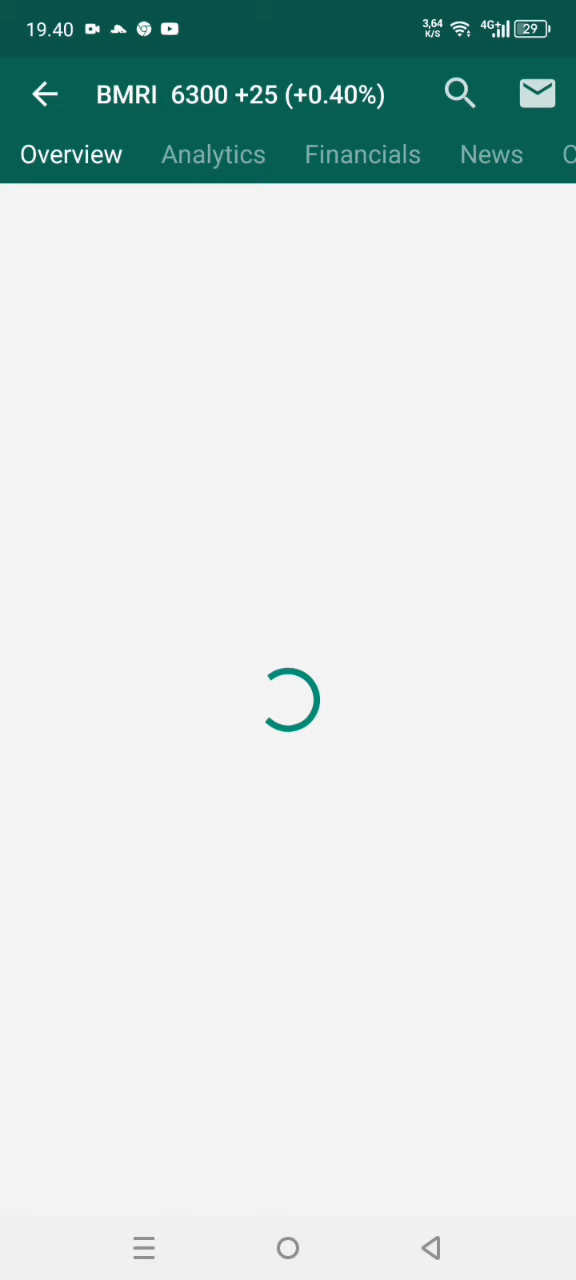 19.40 3,64 K/S 4G+ 29
BMRI 6300 +25 (+0.40%)
Overview Analytics Financials News C